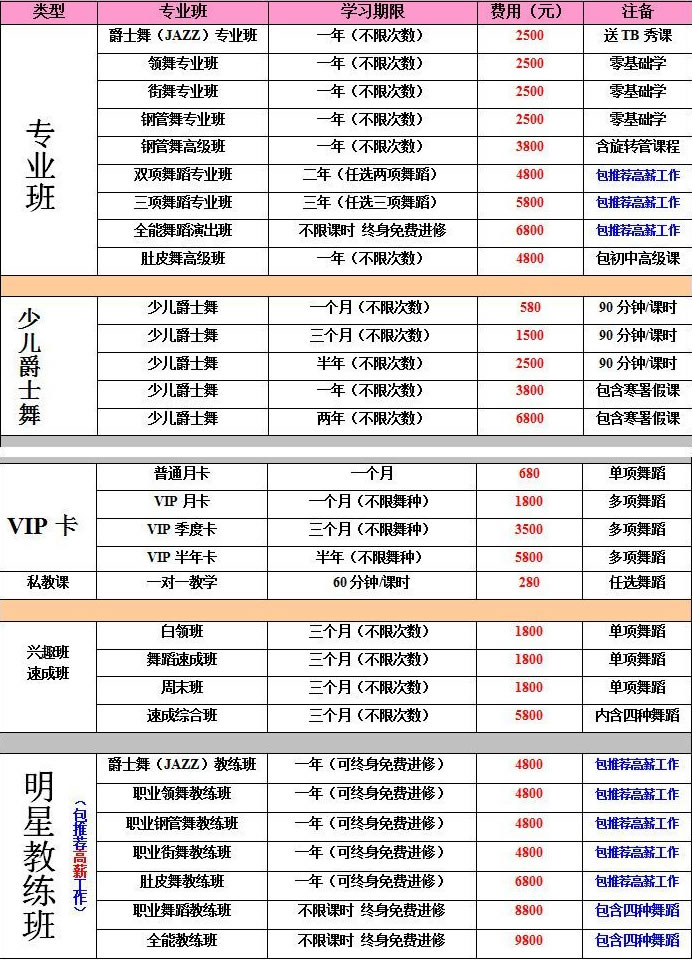 类型 专业班 学习期限 费用（元） 注备
专业班
爵士舞（JAZZ）专业班 一年（不限次数） 2500 送 TB 秀课
领舞专业班 一年（不限次数） 2500 零基础学
街舞专业班 一年（不限次数） 2500 零基础学
钢管舞专业班 一年（不限次数） 2500 零基础学
钢管舞高级班 一年（不限次数） 3800 含旋转管课程
双项舞蹈专业班 二年（任选两项舞蹈） 4800 包推荐高薪工作
三项舞蹈专业班 三年（任选三项舞蹈） 5800 包推荐高薪工作
全能舞蹈演出班 不限课时 终身免费进修 6800 包推荐高薪工作
肚皮舞高级班 一年（不限次数） 4800 包初中高级课
少儿爵士舞
少儿爵士舞 一个月（不限次数） 580 90 分钟/课时
少儿爵士舞 三个月（不限次数） 1500 90 分钟/课时
少儿爵士舞 半年（不限次数） 2500 90 分钟/课时
少儿爵士舞 一年（不限次数） 3800 包含寒暑假课
少儿爵士舞 两年（不限次数） 6800 包含寒暑假课
VIP 卡
普通月卡 一个月 680 单项舞蹈
VIP 月卡 一个月（不限舞种） 1800 多项舞蹈
VIP 季度卡 三个月（不限舞种） 3500 多项舞蹈
VIP 半年卡 半年（不限舞种） 5800 多项舞蹈
私教课 一对一教学 60 分钟/课时 280 任选舞蹈
兴趣班
速成班
白领班 三个月（不限次数） 1800 单项舞蹈
舞蹈速成班 三个月（不限次数） 1800 单项舞蹈
周末班 三个月（不限次数） 1800 单项舞蹈
速成综合班 三个月（不限次数） 5800 内含四种舞蹈
明星教练班
（包推荐高薪工作）
爵士舞（JAZZ）教练班 一年（可终身免费进修） 4800 包推荐高薪工作
职业领舞教练班 一年（可终身免费进修） 4800 包推荐高薪工作
职业钢管舞教练班 一年（可终身免费进修） 4800 包推荐高薪工作
职业街舞教练班 一年（可终身免费进修） 4800 包推荐高薪工作
肚皮舞教练班 一年（可终身免费进修） 6800 包推荐高薪工作
职业舞蹈教练班 不限课时 终身免费进修 8800 包含四种舞蹈
全能教练班 不限课时 终身免费进修 9800 包含四种舞蹈